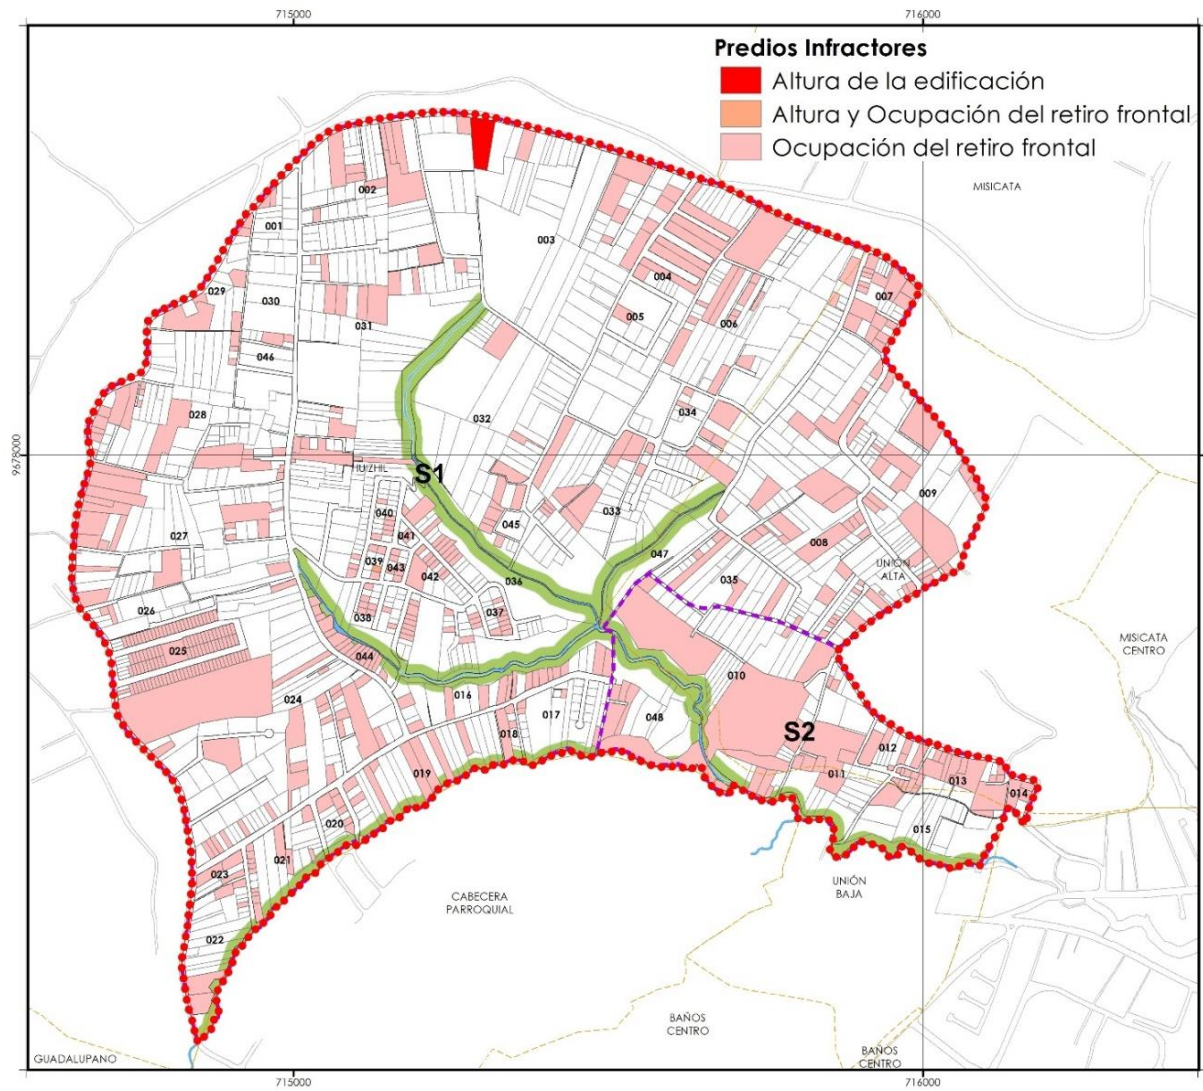 715000
716000
Predios Infractores
Altura de la edificación
Altura y Ocupación del retiro frontal
Ocupación del retiro frontal
MISICATA
002
001
003
004
029
007
030
005
006
031
046
034
028
032
9678000
HUIZHIL
S1
009
040
045
033
041
008
027
047
039
043
042
036
035
UNIÓN
ALTA
026
038
037
025
044
MISICATA
CENTRO
010
016
024
017
048
S2
018
012
019
011
013
014
020
015
021
023
CABECERA
PARROQUIAL
UNIÓN
BAJA
022
BAÑOS
CENTRO
GUADALUPANO
BAÑOS
CENTRO
715000
716000